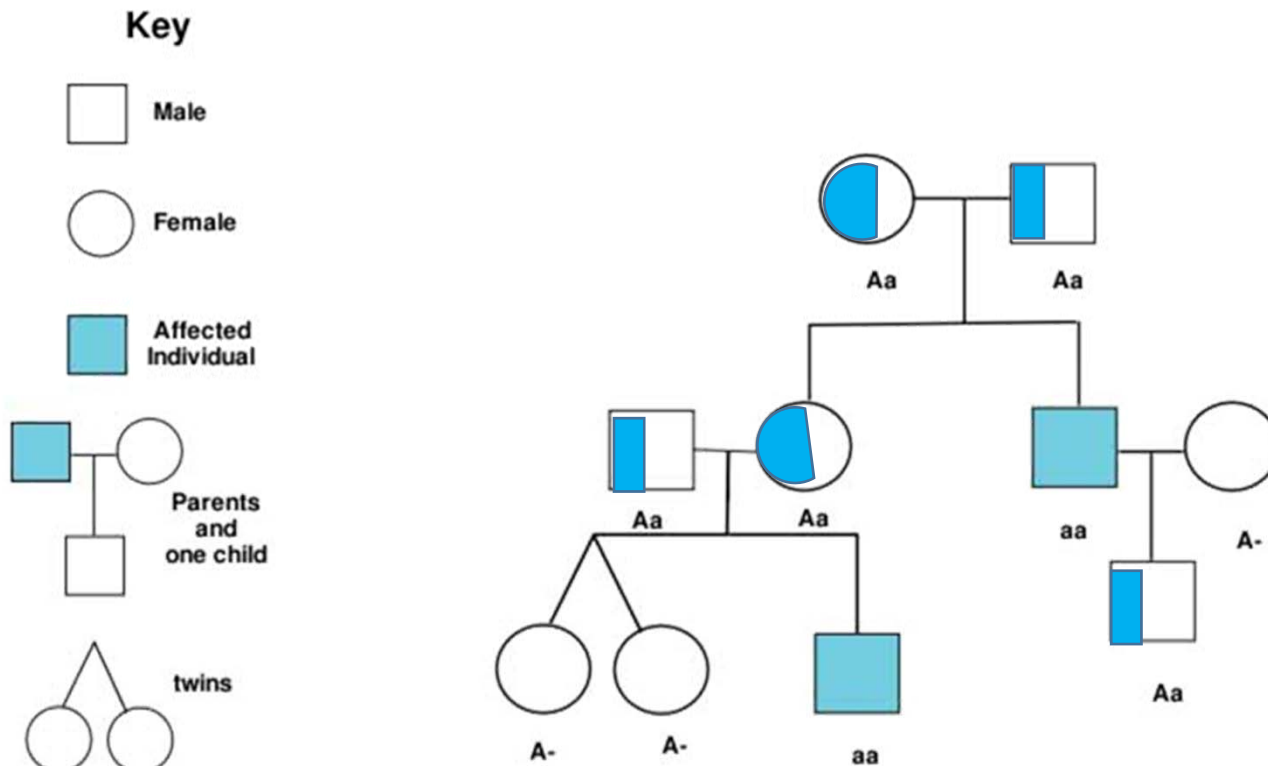 Key
Male
Female
Affected
Individual
Parents
and
one child
twins
Aa
Aa
Aa
Aa
aa
A-
Aa
A-
A-
aa